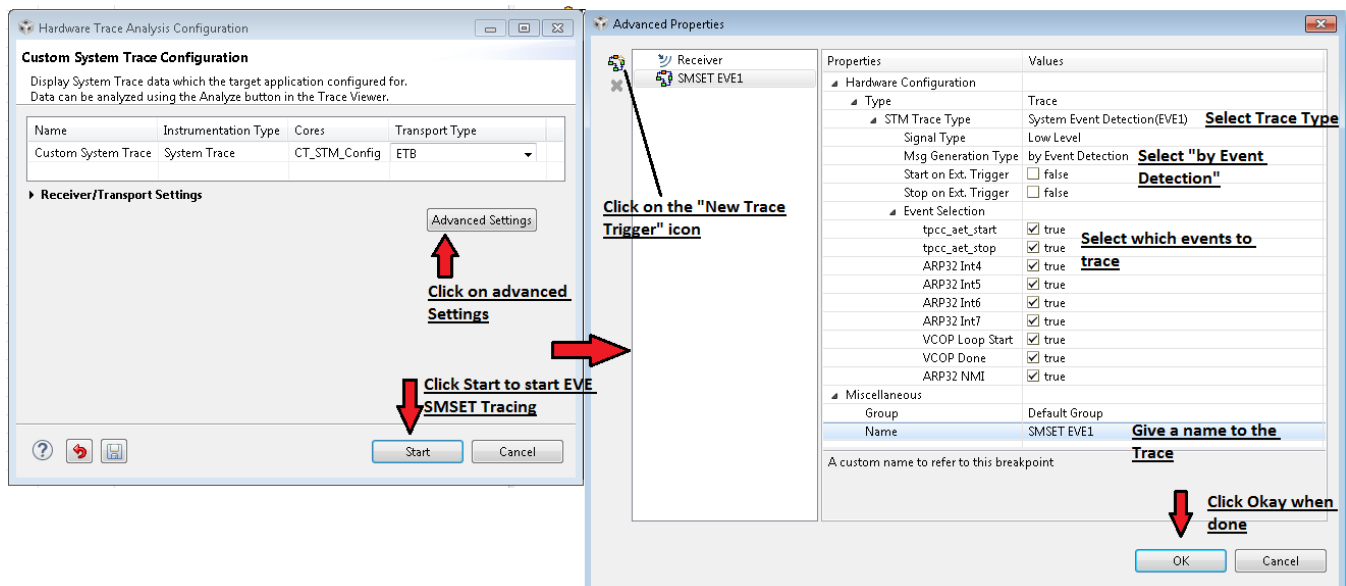 Hardware Trace Analysis Configuration
Custom System Trace Configuration
Display System Trace data which the target application configured for.
Data can be analyzed using the Analyze button in the Trace Viewer.
Name Instrumentation Type Cores Transport Type
Custom System Trace System Trace CT_STM_Config ETB
Receiver/Transport Settings
Advanced Settings
Click on advanced
Settings
Click Start to start EVE
SMSET Tracing
Start Cancel
Advanced Properties
Receiver
SMSET EVE1
Click on the "New Trace
Trigger" icon
Properties Values
Hardware Configuration
Type Trace
STM Trace Type System Event Detection(EVE1) Select Trace Type
Signal Type Low Level
Msg Generation Type by Event Detection Select "by Event
Detection"
Start on Ext. Trigger false
Stop on Ext. Trigger false
Event Selection
tpcc_aet_start true
tpcc_aet_stop true
Select which events to
trace
ARP32 Int4 true
ARP32 Int5 true
ARP32 Int6 true
ARP32 Int7 true
VCOP Loop Start true
VCOP Done true
ARP32 NMI true
Miscellaneous
Group Default Group
Name SMSET EVE1 Give a name to the
Trace
A custom name to refer to this breakpoint
Click Okay when
done
OK Cancel